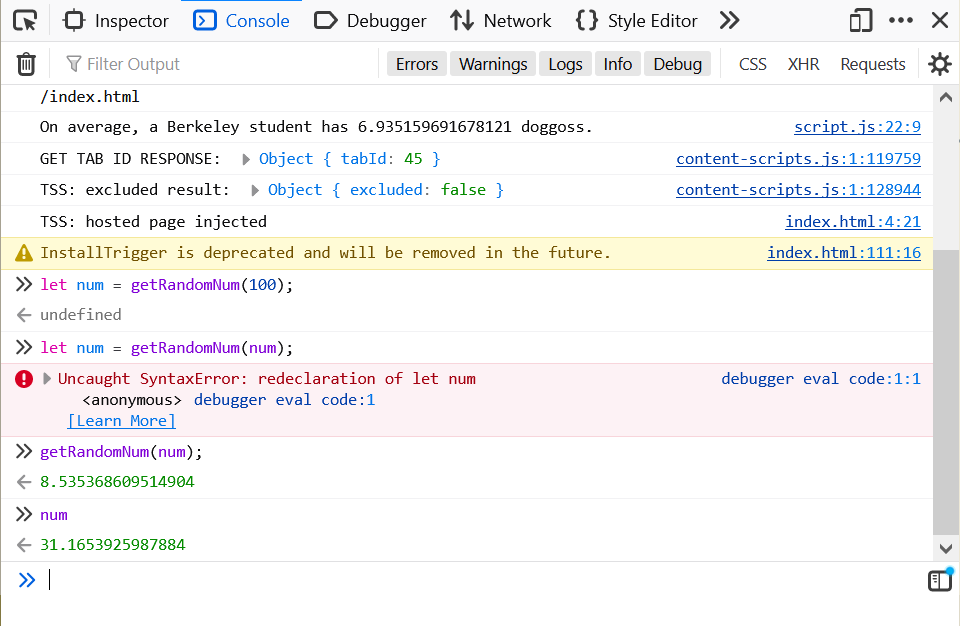 Inspector Console Debugger Network Style Editor
Filter Output Errors Warnings Logs Info Debug CSS XHR Requests
/index.html
On average, a Berkeley student has 6.935159691678121 doggoss. script.js:22:9
GET TAB ID RESPONSE: Object { tabId: 45 } content-scripts.js:1:119759
TSS: excluded result: Object { excluded: false } content-scripts.js:1:128944
TSS: hosted page injected index.html:4:21
InstallTrigger is deprecated and will be removed in the future. index.html:111:16
let num = getRandomNum(100);
undefined
let num = getRandomNum(num);
Uncaught SyntaxError: redeclaration of let num debugger eval code:1:1
<anonymous> debugger eval code:1
[Learn More]
getRandomNum(num);
8.535368609514904
num
31.1653925987884